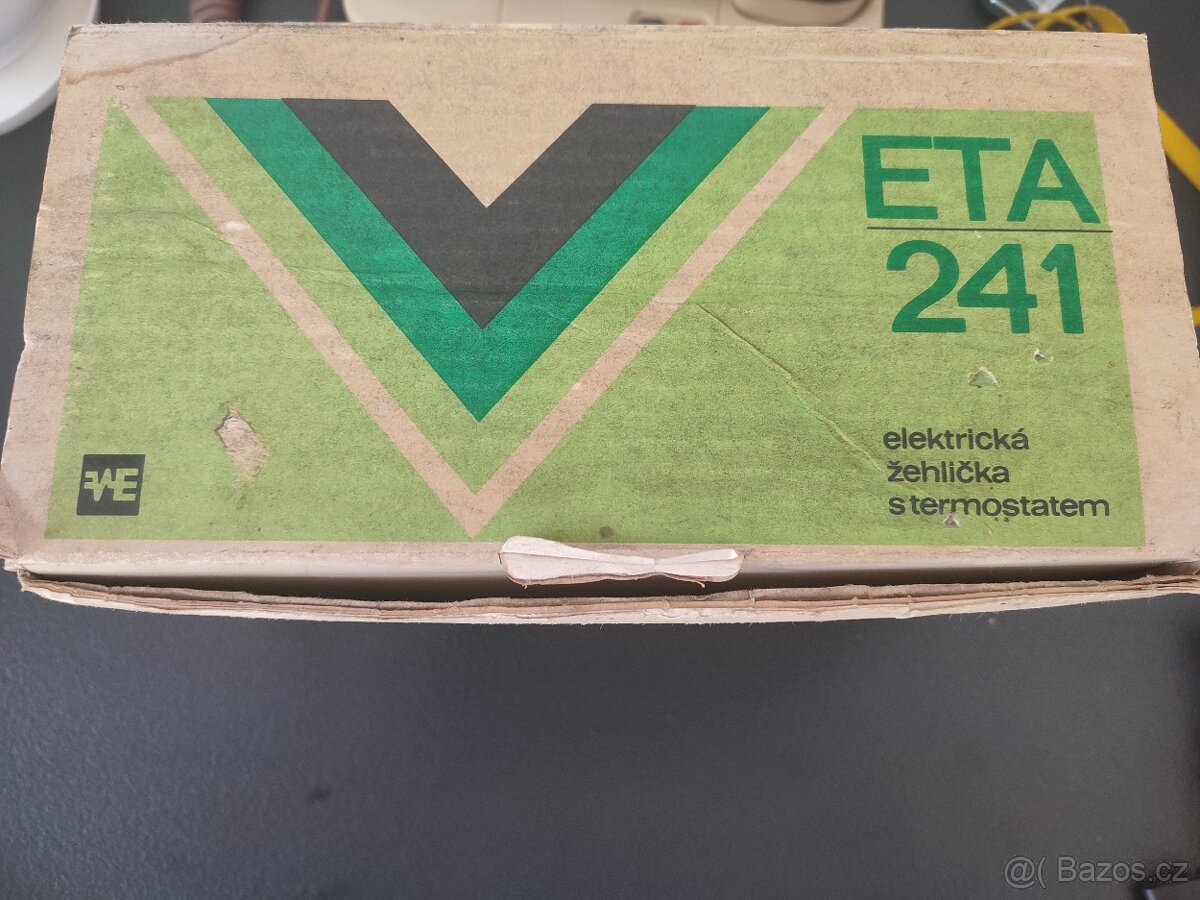 ETA
241
elektrická
žehlička
s termostatem
@( Bazos.cz